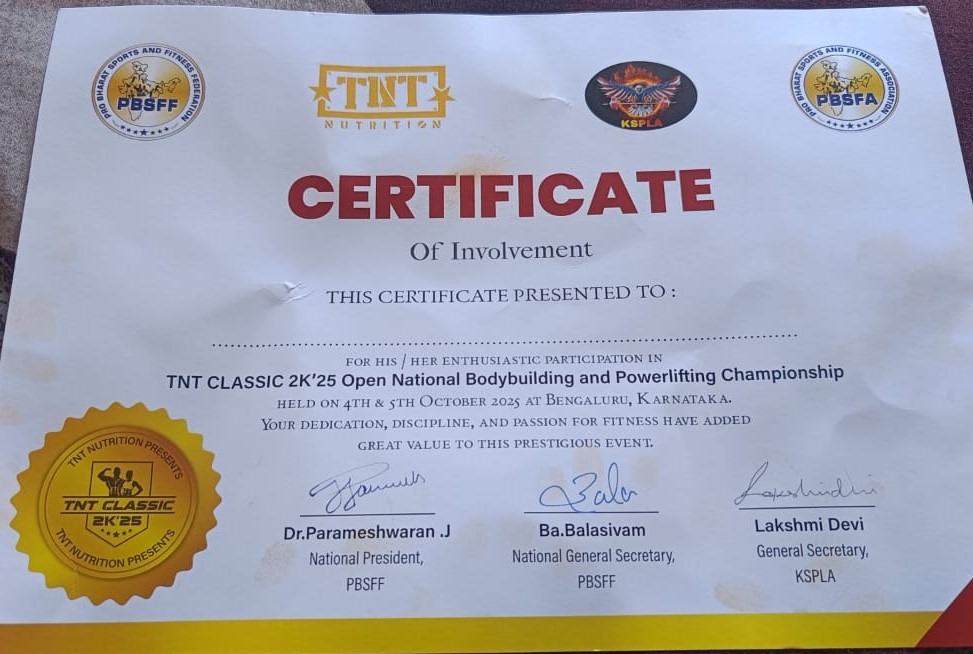 PRO BHARAT SPORTS AND FITNESS FEDERATION
PBSFF
TNT
NUTRITION
KSPLA
PRO BHARAT SPORTS AND FITNESS ASSOCIATION
PBSFA
CERTIFICATE
Of Involvement
THIS CERTIFICATE PRESENTED TO :
FOR HIS / HER ENTHUSIASTIC PARTICIPATION IN
TNT CLASSIC 2K'25 Open National Bodybuilding and Powerlifting Championship
HELD ON 4TH & 5TH OCTOBER 2025 AT BENGALURU, KARNATAKA.
YOUR DEDICATION, DISCIPLINE, AND PASSION FOR FITNESS HAVE ADDED
GREAT VALUE TO THIS PRESTIGIOUS EVENT.
TNT NUTRITION PRESENTS
TNT CLASSIC
2K'25
TNT NUTRITION PRESENTS
Bala
Lakshmidhi
Dr.Parameshwaran .J
National President,
PBSFF
Ba.Balasivam
National General Secretary,
PBSFF
Lakshmi Devi
General Secretary,
KSPLA